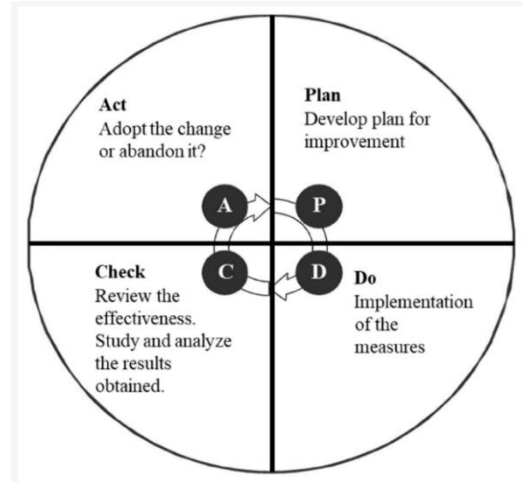 Act
Adopt the change
or abandon it?
Plan
Develop plan for
improvement
A
P
C
D
Check
Review the
effectiveness.
Study and analyze
the results
obtained.
Do
Implementation
of the
measures